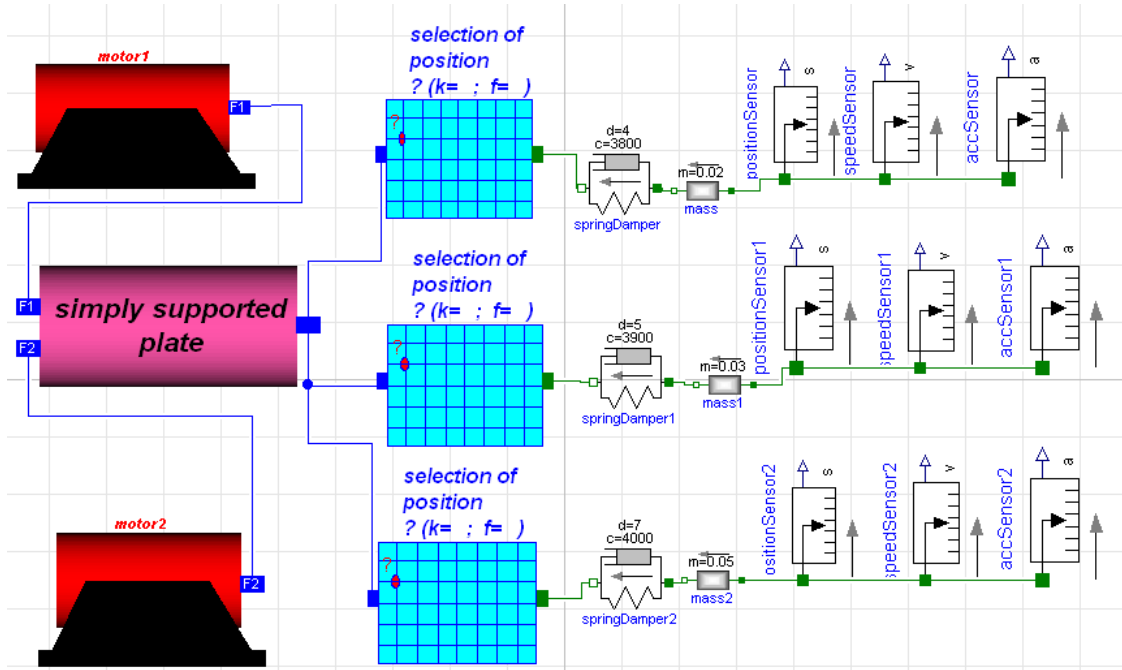 motor1
F1
selection of
position
? (k= ; f= )
?
d=4
c=3800
springDamper
m=0.02
mass
positionSensor
s
speedSensor
v
accSensor
a
F1
F2
simply supported
plate
selection of
position
? (k= ; f= )
?
d=5
c=3900
springDamper1
m=0.03
mass1
positionSensor1
s
speedSensor1
v
accSensor1
a
motor2
F2
selection of
position
? (k= ; f= )
?
d=7
c=4000
springDamper2
m=0.05
mass2
ositionSensor2
s
speedSensor2
v
accSensor2
a